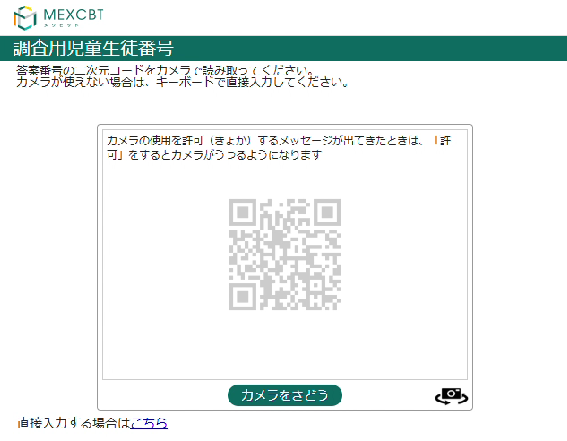 MEXCBT
メクビット
調査用児童生徒番号
答案番号の二次元コードをカメラで読み取ってください。
カメラが使えない場合は、キーボードで直接入力してください。
カメラの使用を許可（きょか）するメッセージが出てきたときは、「許
可」をするとカメラがうつるようになります
カメラをきどう
直接入力する場合はこちら